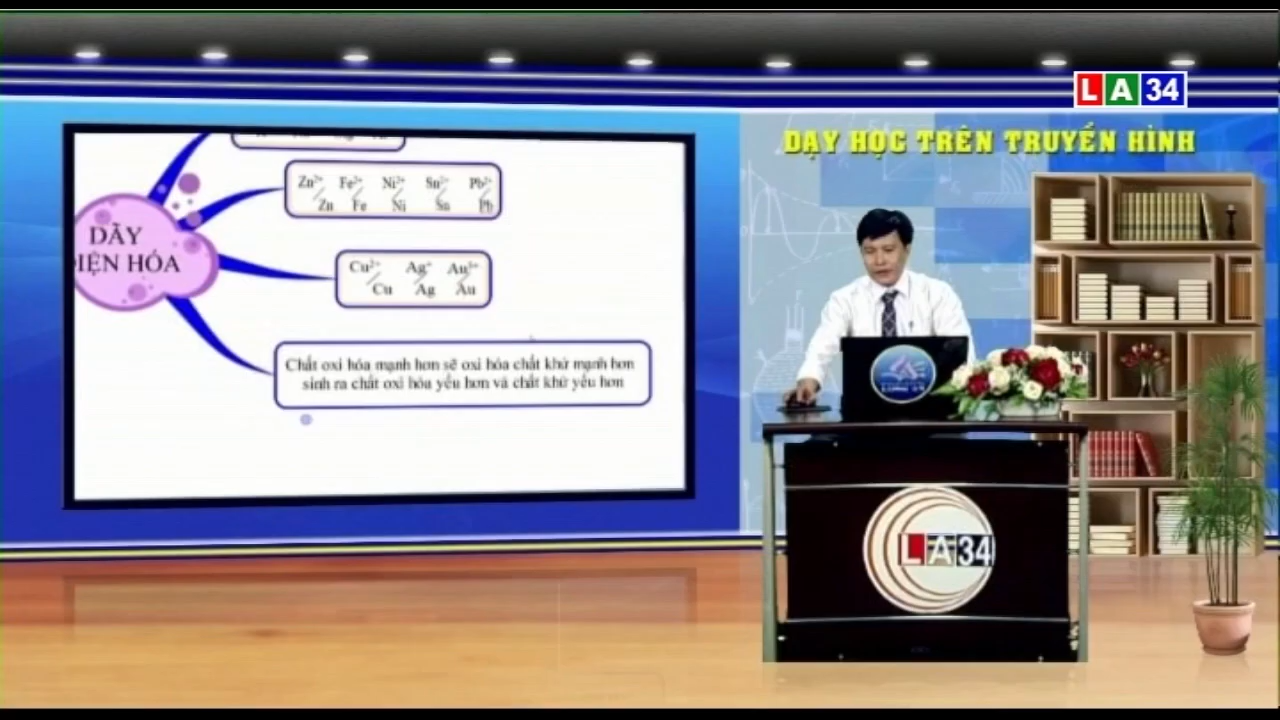 LA34
DẠY HỌC TRÊN TRUYỀN HÌNH
Zn²⁺ Fe²⁺ Ni²⁺ Sn²⁺ Pb²⁺
Zn Fe Ni Sn Pb
DÃY
IỆN HÓA
Cu²⁺ Ag⁺ Au³⁺
Cu Ag Au
Chất oxi hóa mạnh hơn sẽ oxi hóa chất khử mạnh hơn
sinh ra chất oxi hóa yếu hơn và chất khử yếu hơn
LA34